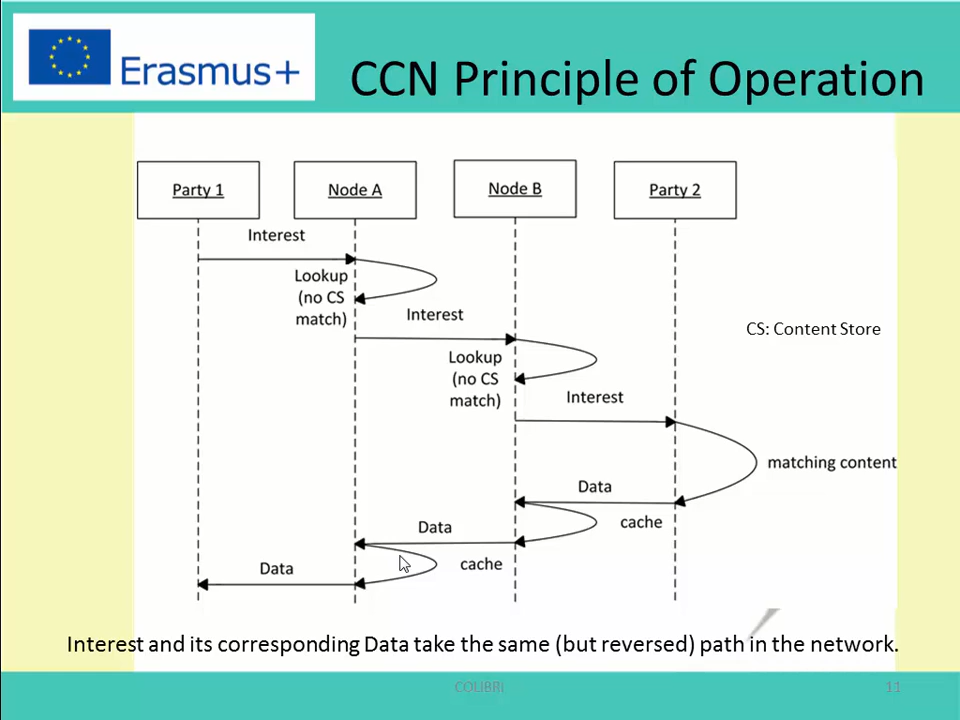 Erasmus+
CCN Principle of Operation
Party 1
Node A
Node B
Party 2
Interest
Lookup
(no CS
match)
Interest
CS: Content Store
Lookup
(no CS
match)
Interest
matching content
Data
cache
Data
cache
Data
Interest and its corresponding Data take the same (but reversed) path in the network.
COLIBRI
11